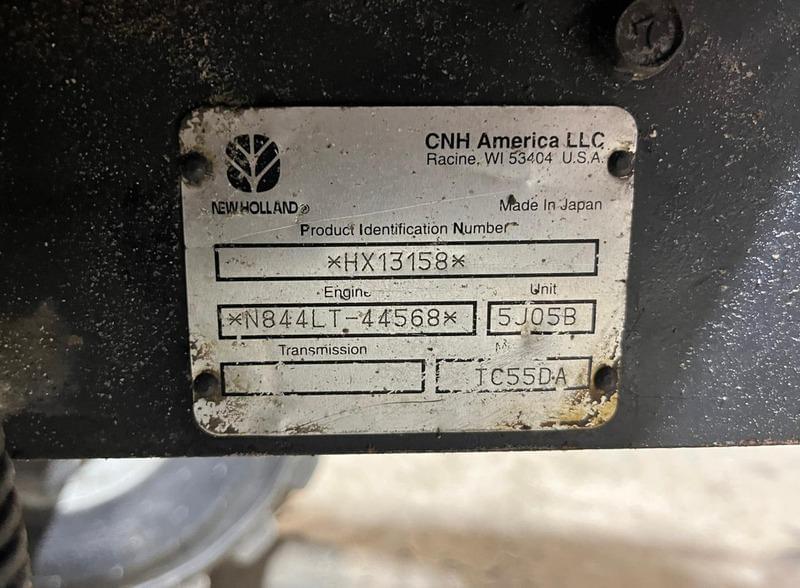 7
CNH America LLC
Racine, WI 53404 U.S.A.
NEW HOLLAND®
Made In Japan
Product Identification Number
*HX13158*
Engine Unit
*N844LT-44568* 5J05B
Transmission
TC55DA